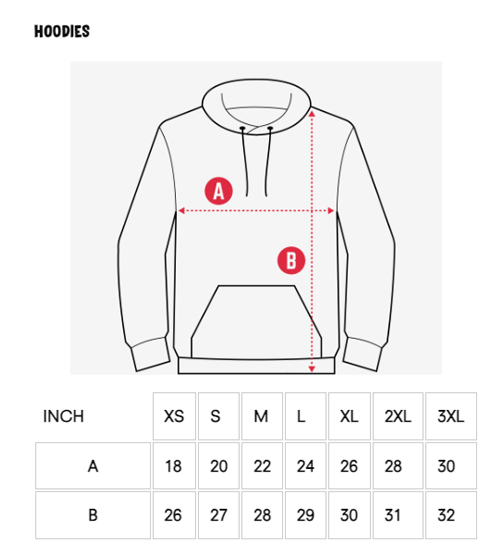 HOODIES
A
B
INCH XS S M L XL 2XL 3XL
A 18 20 22 24 26 28 30
B 26 27 28 29 30 31 32